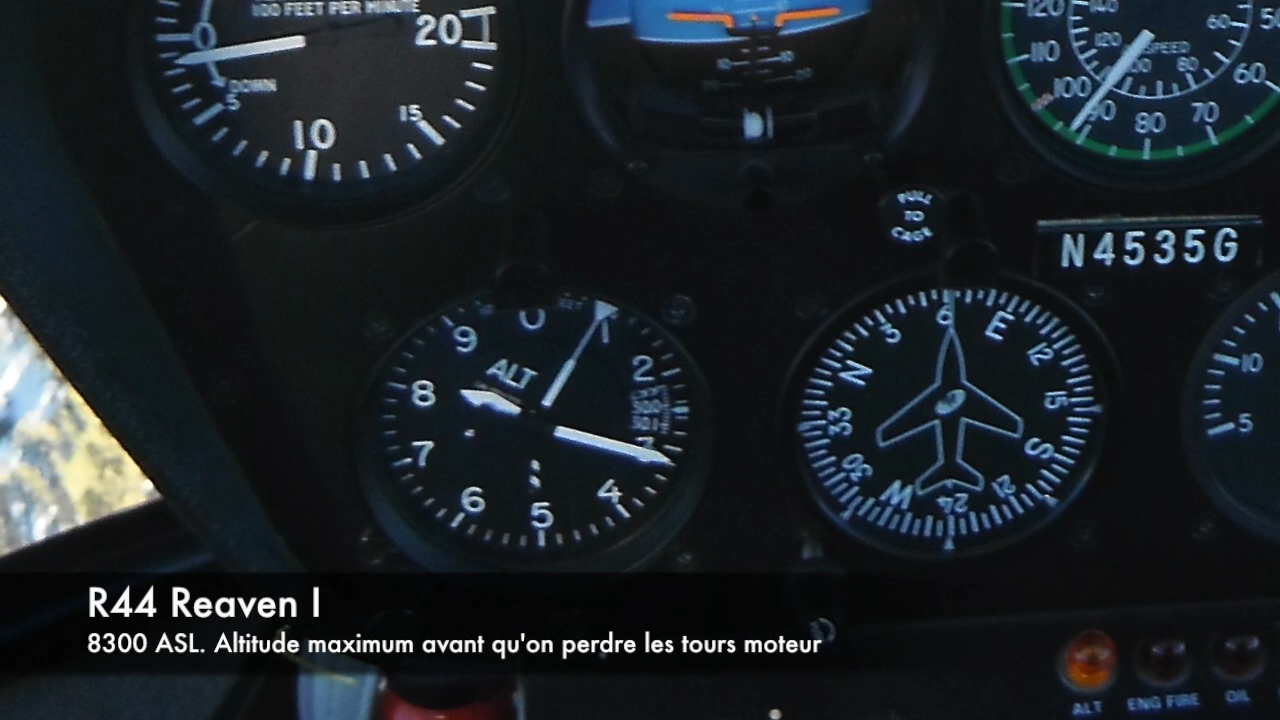 100 FEET PER MINUTE
0
20
DOWN
5
10
15
120
110
100
90
80
70
60
50
140
120
100
80
60
PULL
TO
CAGE
N4535G
0
1
2
3
4
5
6
7
8
9
ALT
N
3
6
E
12
15
S
21
24
W
30
33
10
5
R44 Reaven I
8300 ASL. Altitude maximum avant qu'on perdre les tours moteur
ALT
ENG FIRE
OIL